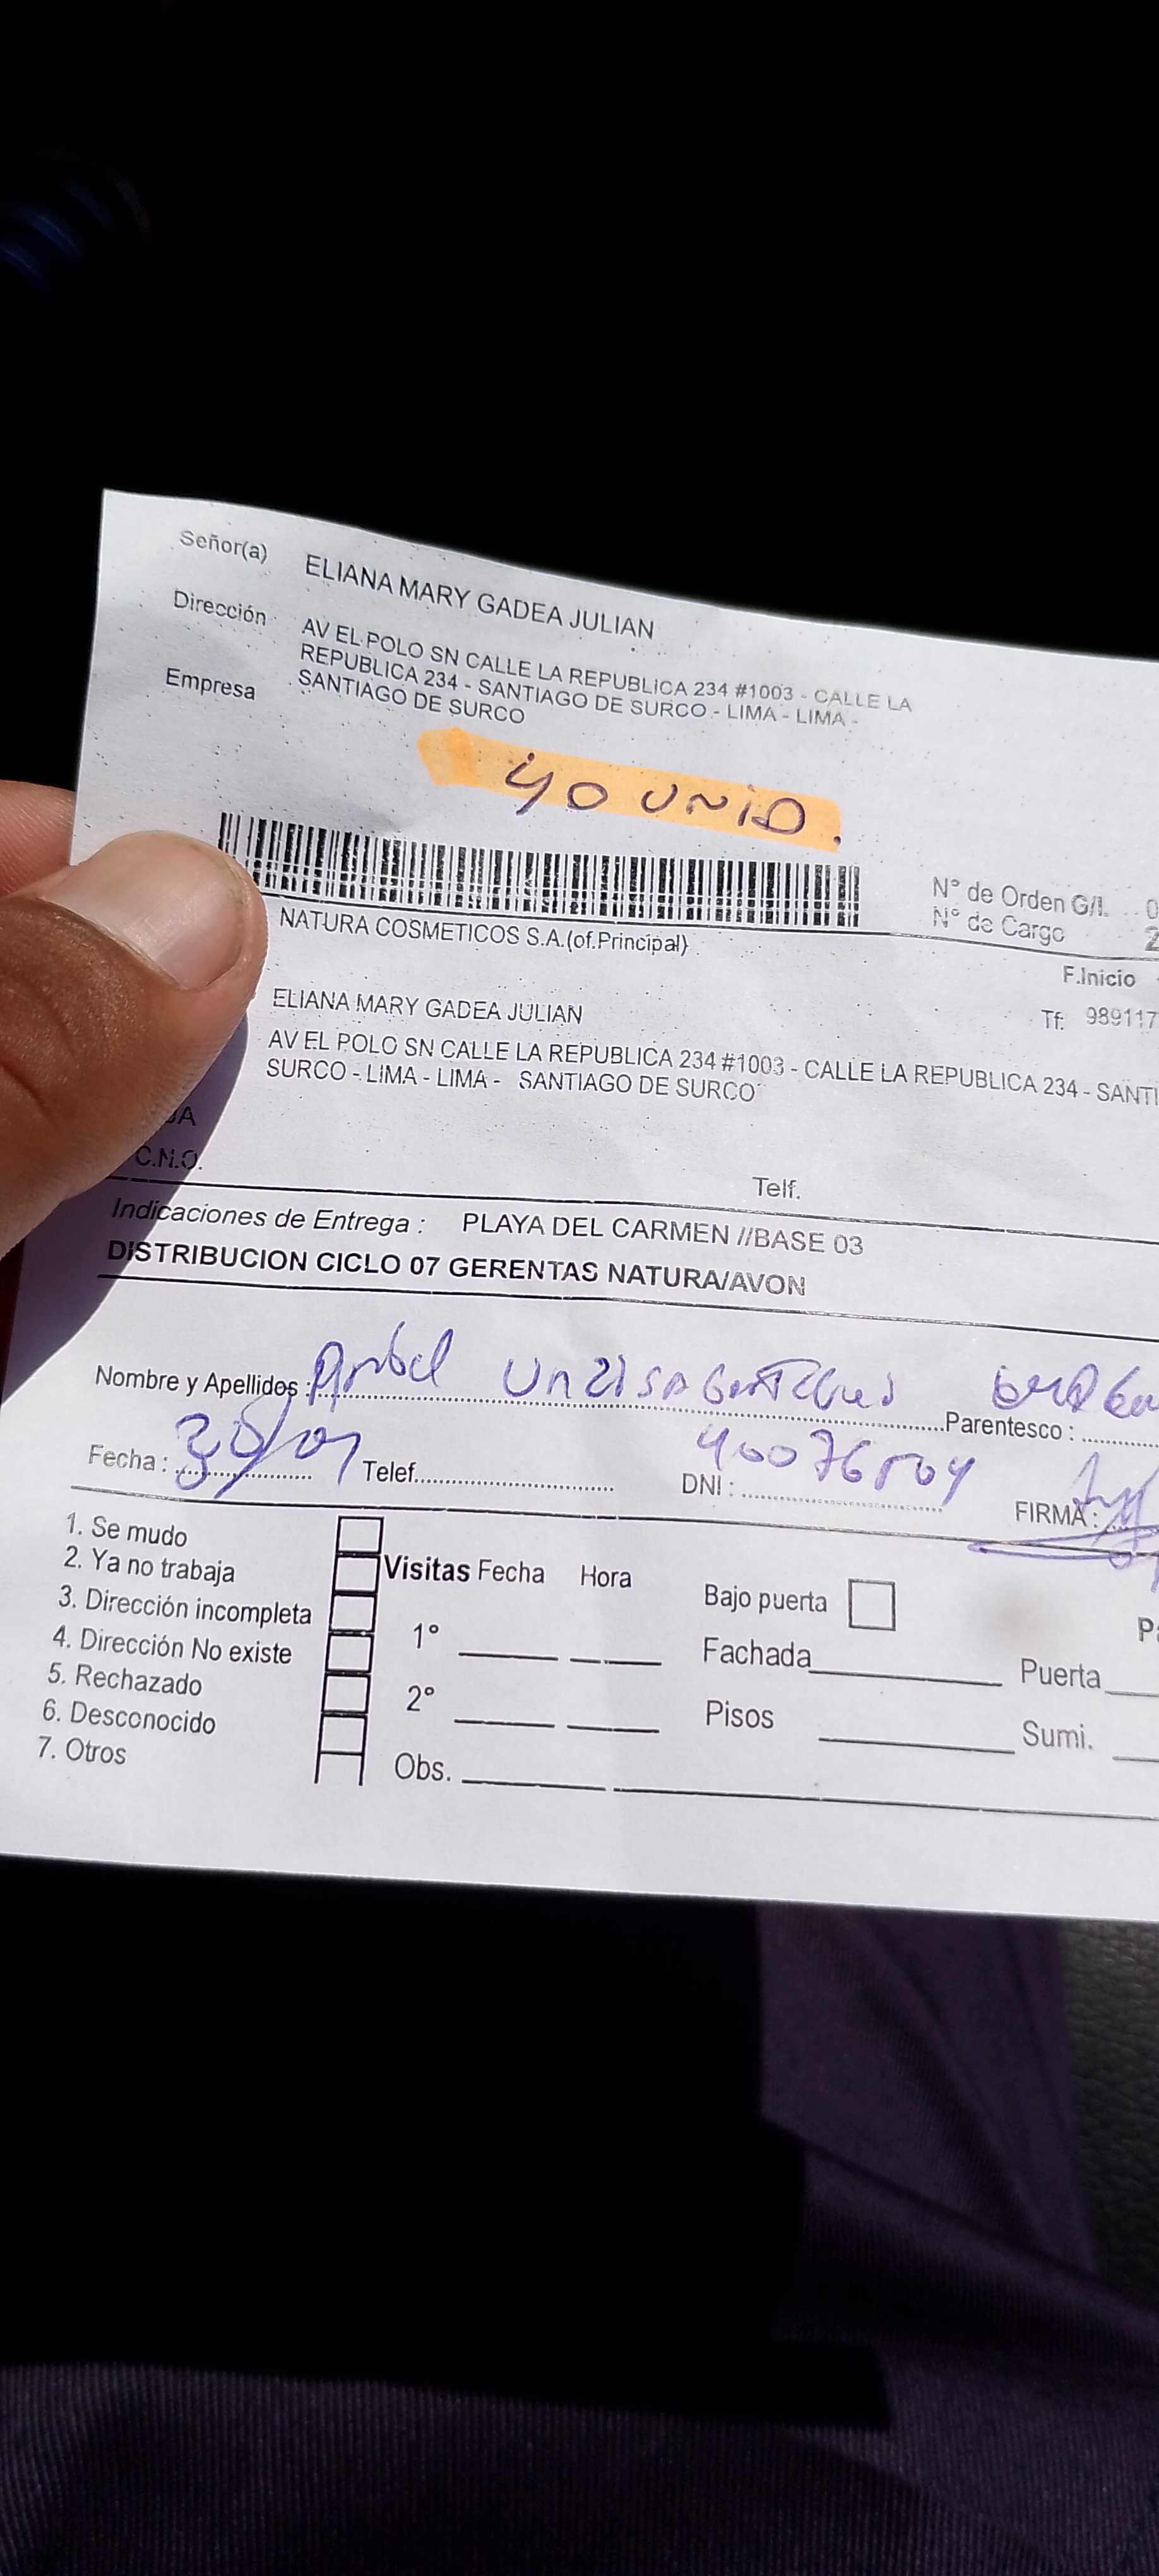 Señor(a) ELIANA MARY GADEA JULIAN
Dirección AV EL POLO SN CALLE LA REPUBLICA 234 #1003 - CALLE LA
REPUBLICA 234 - SANTIAGO DE SURCO - LIMA - LIMA -
Empresa SANTIAGO DE SURCO
40 UNID.
N° de Orden G/I. 0
N° de Cargo 2
NATURA COSMETICOS S.A.(of.Principal)
F.Inicio
ELIANA MARY GADEA JULIAN Tf: 989117
AV EL POLO SN CALLE LA REPUBLICA 234 #1003 - CALLE LA REPUBLICA 234 - SANTI
SURCO - LIMA - LIMA - SANTIAGO DE SURCO
C.N.O.
Telf.
Indicaciones de Entrega : PLAYA DEL CARMEN //BASE 03
DISTRIBUCION CICLO 07 GERENTAS NATURA/AVON
Nombre y Apellidos : Parentesco :
Fecha : Telef. DNI : FIRMA :
1. Se mudo
2. Ya no trabaja Visitas Fecha Hora Bajo puerta
3. Dirección incompleta 1° Fachada Puerta
4. Dirección No existe
5. Rechazado 2° Pisos Sumi.
6. Desconocido
7. Otros Obs.